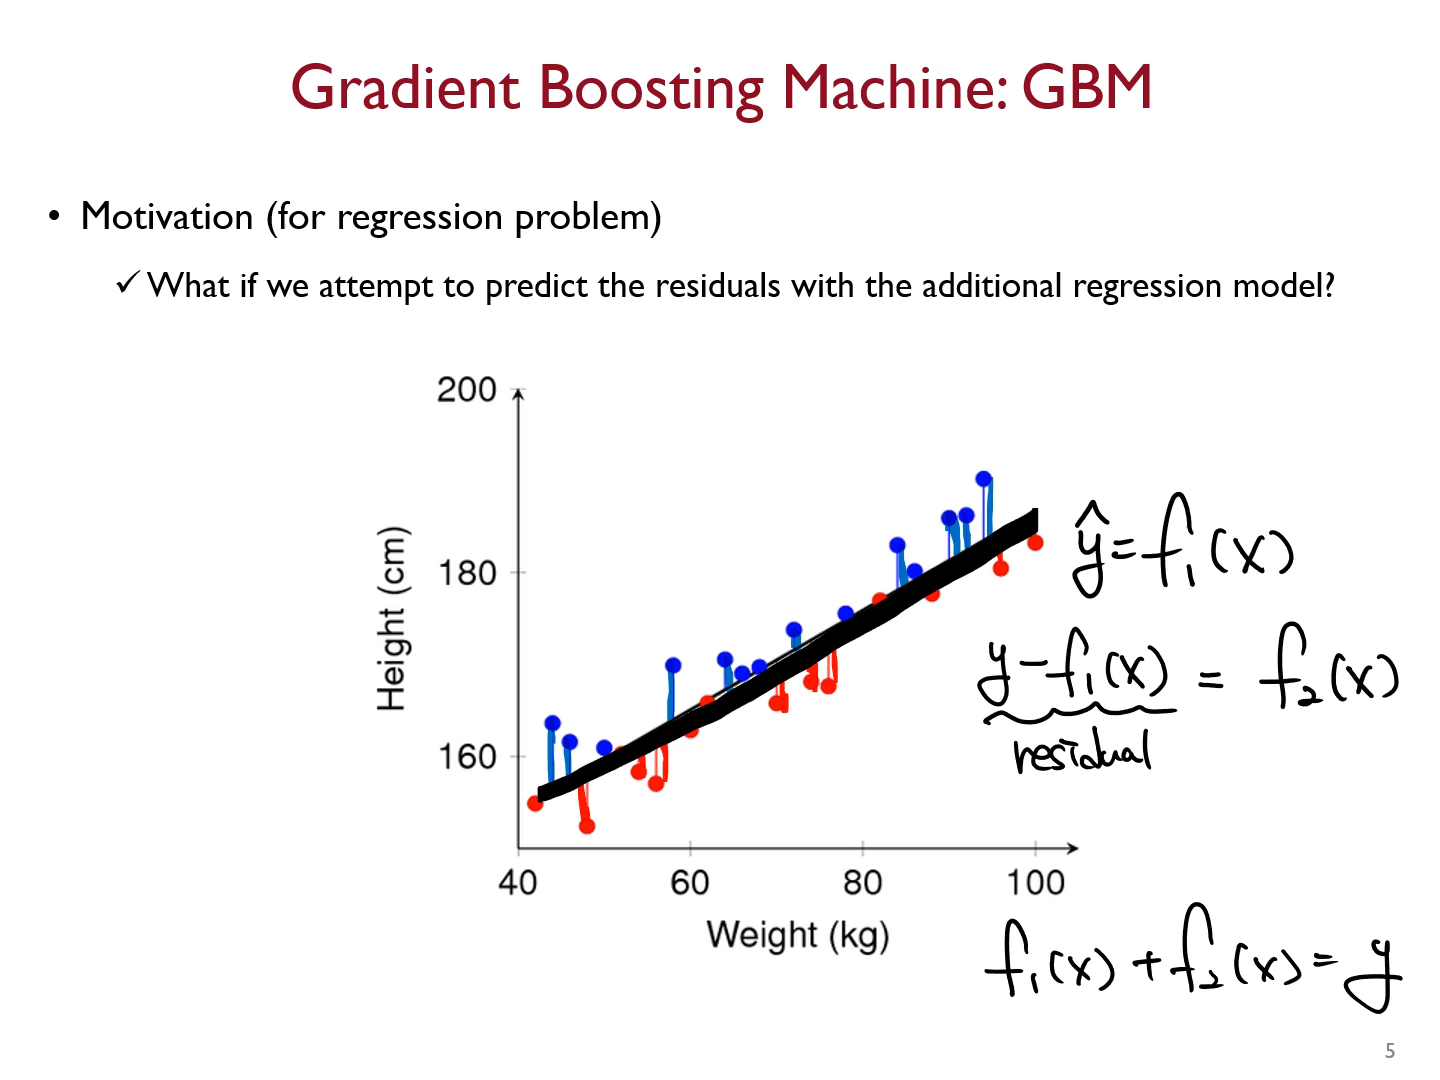 Gradient Boosting Machine: GBM
• Motivation (for regression problem)
✓ What if we attempt to predict the residuals with the additional regression model?
200
180
160
Height (cm)
40 60 80 100
Weight (kg)
ŷ = f₁(x)
y − f₁(x) = f₂(x)
residual
f₁(x) + f₂(x) = y
5